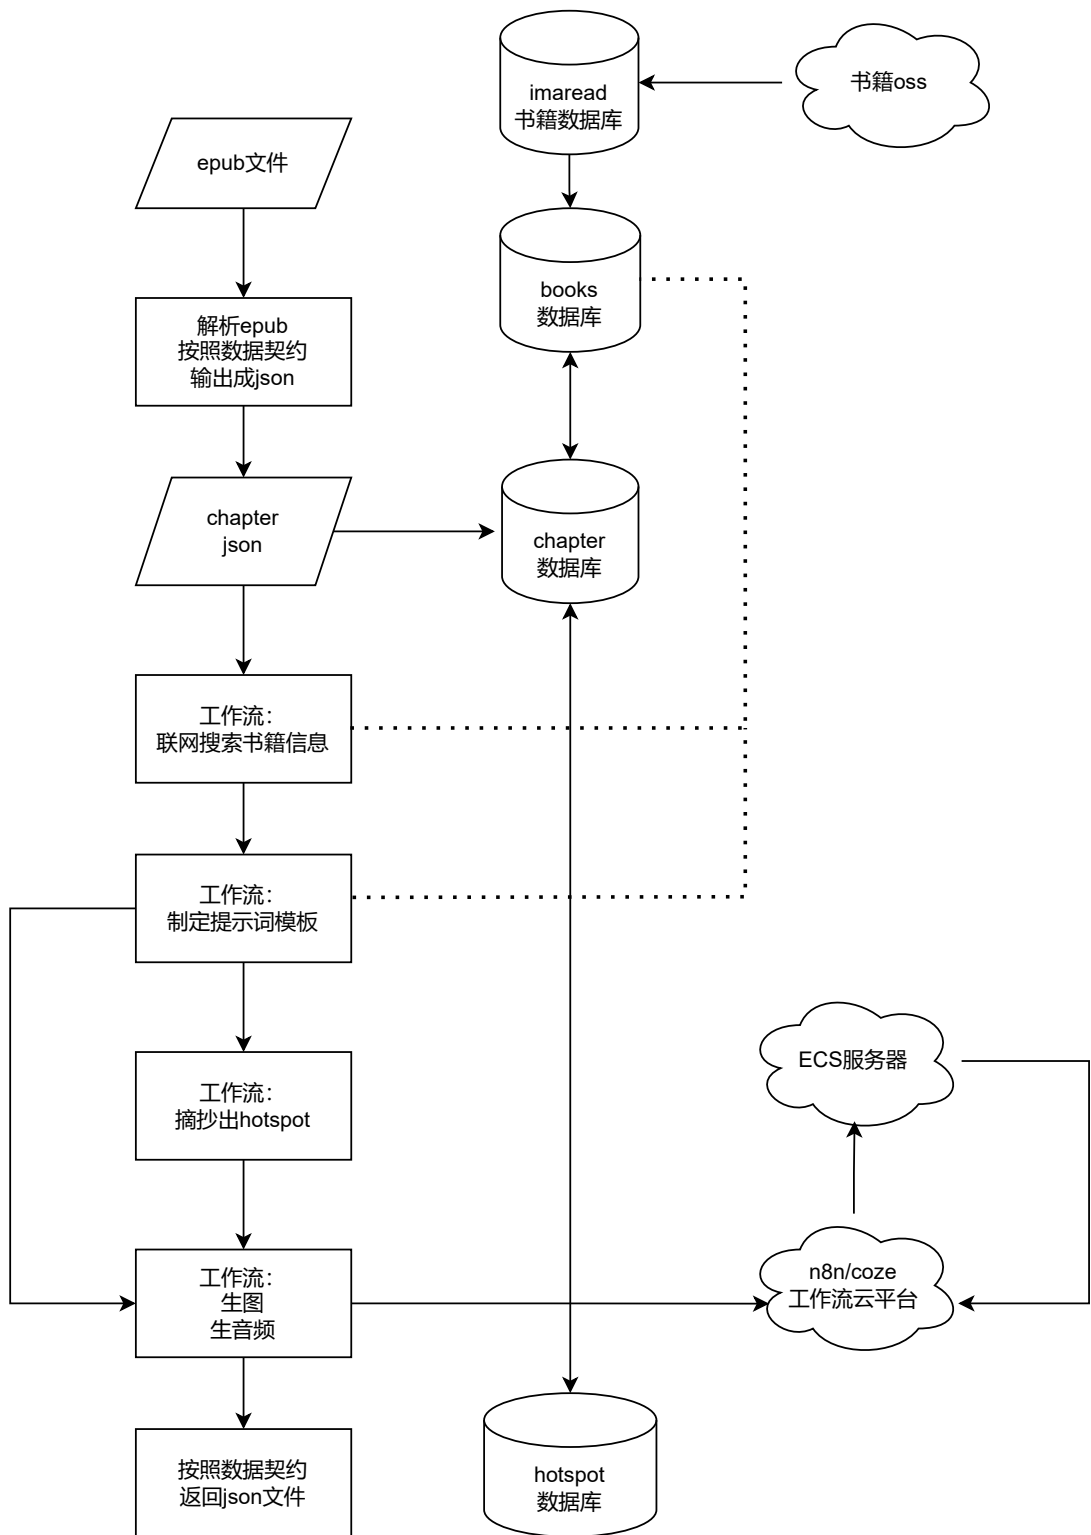 imaread
书籍数据库
书籍oss
epub文件
books
数据库
解析epub
按照数据契约
输出成json
chapter
json
chapter
数据库
工作流：
联网搜索书籍信息
工作流：
制定提示词模板
ECS服务器
工作流：
摘抄出hotspot
n8n/coze
工作流云平台
工作流：
生图
生音频
按照数据契约
返回json文件
hotspot
数据库